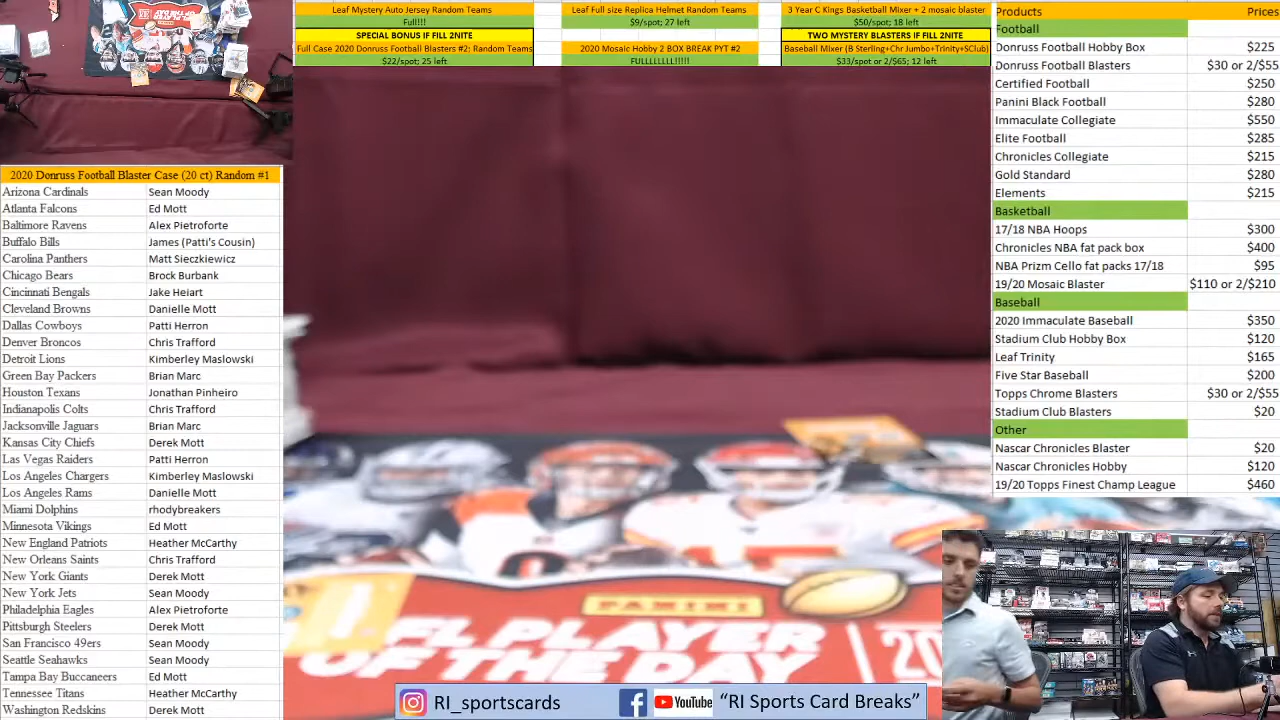 Leaf Mystery Auto Jersey Random Teams
Full!!!
SPECIAL BONUS IF FILL 2NITE
Full Case 2020 Donruss Football Blasters #2; Random Teams
$22/spot; 25 left
Leaf Full size Replica Helmet Random Teams
$9/spot; 27 left
2020 Mosaic Hobby 2 BOX BREAK PYT #2
FULLLLLLLL!!!!!
3 Year C Kings Basketball Mixer + 2 mosaic blaster
$50/spot; 18 left
TWO MYSTERY BLASTERS IF FILL 2NITE
Baseball Mixer (B Sterling+Chr Jumbo+Trinity+SClub)
$33/spot or 2/$65; 12 left
Products Prices
Football
Donruss Football Hobby Box $225
Donruss Football Blasters $30 or 2/$55
Certified Football $250
Panini Black Football $280
Immaculate Collegiate $550
Elite Football $285
Chronicles Collegiate $215
Gold Standard $280
Elements $215
Basketball
17/18 NBA Hoops $300
Chronicles NBA fat pack box $400
NBA Prizm Cello fat packs 17/18 $95
19/20 Mosaic Blaster $110 or 2/$210
Baseball
2020 Immaculate Baseball $350
Stadium Club Hobby Box $120
Leaf Trinity $165
Five Star Baseball $200
Topps Chrome Blasters $30 or 2/$55
Stadium Club Blasters $20
Other
Nascar Chronicles Blaster $20
Nascar Chronicles Hobby $120
19/20 Topps Finest Champ League $460
2020 Donruss Football Blaster Case (20 ct) Random #1
Arizona Cardinals Sean Moody
Atlanta Falcons Ed Mott
Baltimore Ravens Alex Pietroforte
Buffalo Bills James (Patti's Cousin)
Carolina Panthers Matt Sieczkiewicz
Chicago Bears Brock Burbank
Cincinnati Bengals Jake Heiart
Cleveland Browns Danielle Mott
Dallas Cowboys Patti Herron
Denver Broncos Chris Trafford
Detroit Lions Kimberley Maslowski
Green Bay Packers Brian Marc
Houston Texans Jonathan Pinheiro
Indianapolis Colts Chris Trafford
Jacksonville Jaguars Brian Marc
Kansas City Chiefs Derek Mott
Las Vegas Raiders Patti Herron
Los Angeles Chargers Kimberley Maslowski
Los Angeles Rams Danielle Mott
Miami Dolphins rhodybreakers
Minnesota Vikings Ed Mott
New England Patriots Heather McCarthy
New Orleans Saints Chris Trafford
New York Giants Derek Mott
New York Jets Sean Moody
Philadelphia Eagles Alex Pietroforte
Pittsburgh Steelers Derek Mott
San Francisco 49ers Sean Moody
Seattle Seahawks Sean Moody
Tampa Bay Buccaneers Ed Mott
Tennessee Titans Heather McCarthy
Washington Redskins Derek Mott
PANINI
NFL PLAYER
OF THE DAY
20
RI_sportscards
YouTube
"RI Sports Card Breaks"